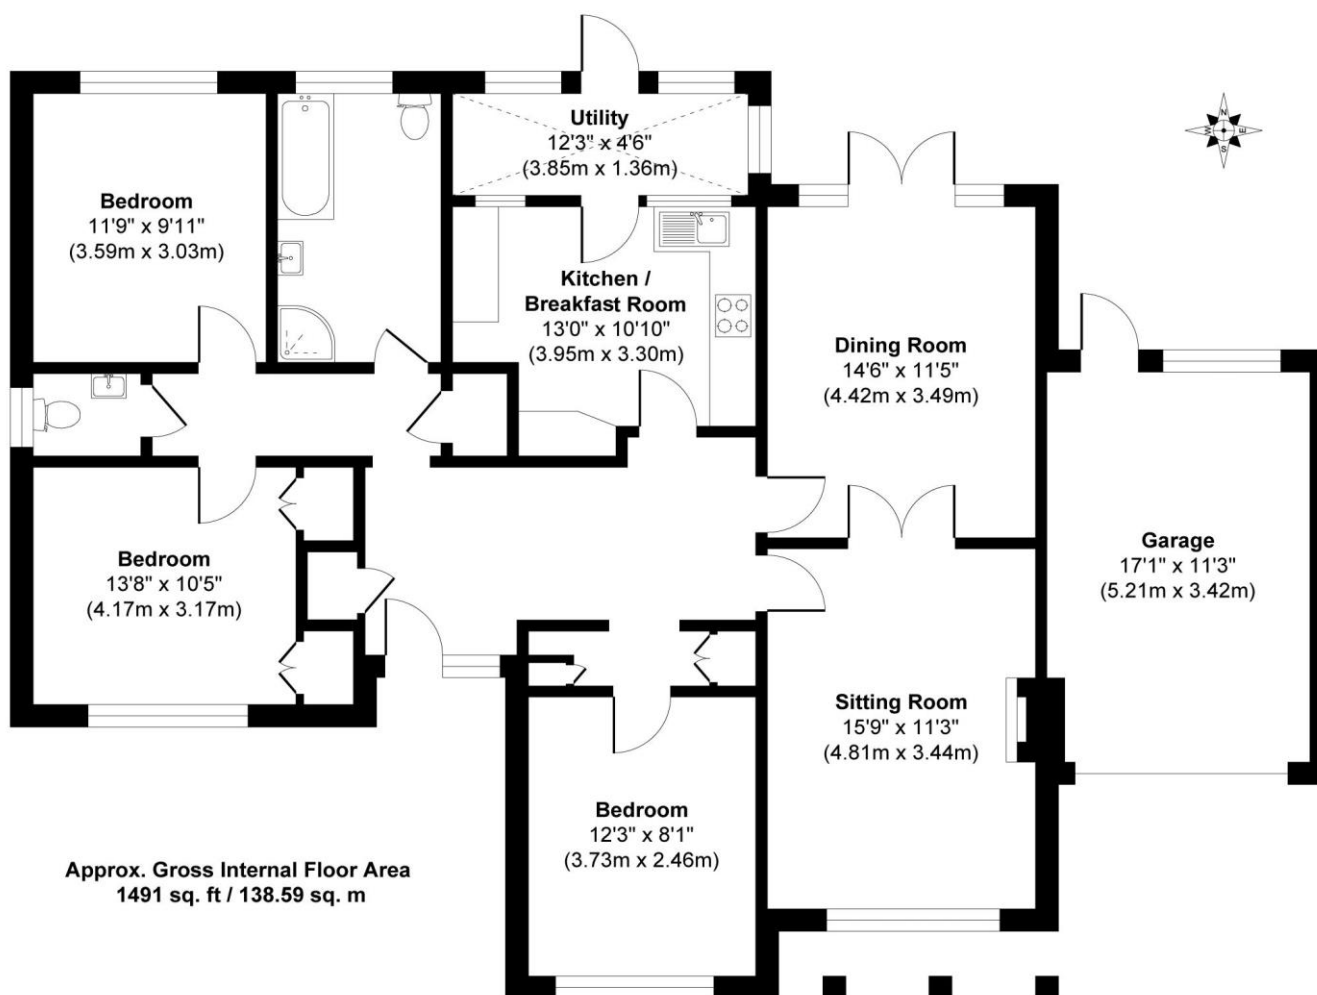 Utility
12'3" x 4'6"
(3.85m x 1.36m)
N
W
E
S
Bedroom
11'9" x 9'11"
(3.59m x 3.03m)
Kitchen /
Breakfast Room
13'0" x 10'10"
(3.95m x 3.30m)
Dining Room
14'6" x 11'5"
(4.42m x 3.49m)
Bedroom
13'8" x 10'5"
(4.17m x 3.17m)
Garage
17'1" x 11'3"
(5.21m x 3.42m)
Sitting Room
15'9" x 11'3"
(4.81m x 3.44m)
Bedroom
12'3" x 8'1"
(3.73m x 2.46m)
Approx. Gross Internal Floor Area
1491 sq. ft / 138.59 sq. m